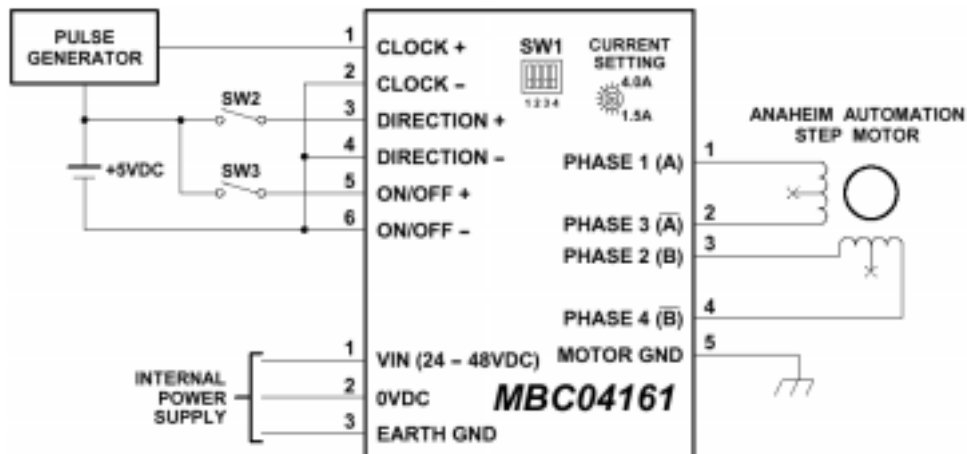 PULSE
GENERATOR
+5VDC
SW2
SW3
1 CLOCK +
2 CLOCK –
3 DIRECTION +
4 DIRECTION –
5 ON/OFF +
6 ON/OFF –
INTERNAL
POWER
SUPPLY
1 VIN (24 – 48VDC)
2 0VDC
3 EARTH GND
SW1
1 2 3 4
CURRENT
SETTING
4.0A
1.5A
PHASE 1 (A) 1
PHASE 3 (A̅) 2
PHASE 2 (B) 3
PHASE 4 (B̅) 4
MOTOR GND 5
MBC04161
ANAHEIM AUTOMATION
STEP MOTOR